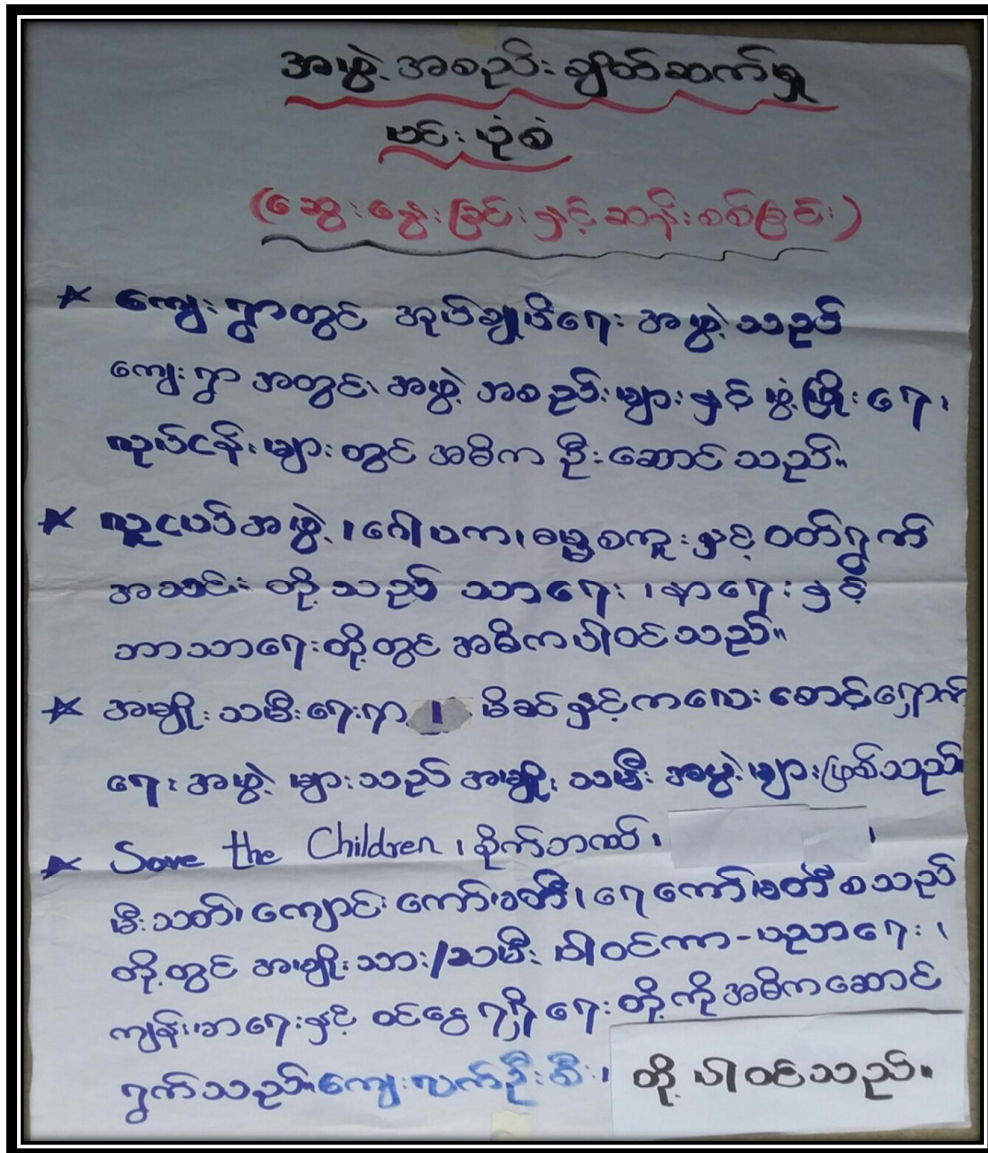 အဖွဲ့အစည်းချိတ်ဆက်မှု
ပင်းပုံစံ
(ဆွေးနွေးခြင်းနှင့်ဆန်းစစ်ခြင်း)
* ကျေးရွာတွင် အုပ်ချုပ်ရေး အဖွဲ့သည်
ကျေးရွာ အတွင်း၊ အဖွဲ့ အစည်းများနှင့် ဖွံ့ဖြိုးရေး၊
လုပ်ငန်းများတွင် အဓိက ဦးဆောင်သည်။
* လူငယ်အဖွဲ့၊ ဂေါပက၊ ဓမ္မစကူးနှင့် ဝတ်ရွက်
အသင်း တို့သည် သာရေး၊ နာရေးနှင့်
ဘာသာရေးတို့တွင် အဓိကပါဝင်သည်။
* အမျိုးသမီးရေးရာ ၊ မိခင်နှင့်ကလေး စောင့်ရှောက်
ရေးအဖွဲ့ များသည် အမျိုးသမီး အဖွဲ့များဖြစ်သည်
* Save the Children ၊ မိုက်ဘဏ်၊ ၊
မီးသတ်၊ ကျောင်းကော်မတီ၊ ရေကော်မတီ စသည်
တို့တွင် အမျိုးသား/သမီး ပါဝင်ကာ-ပညာရေး၊
ကျန်းမာရေးနှင့် ဝင်ငွေရရှိရေးတို့ကိုအဓိကဆောင်
ရွက်သည်။ကျေးလက်ဦးစီး၊ တို့ ပါဝင်သည်။